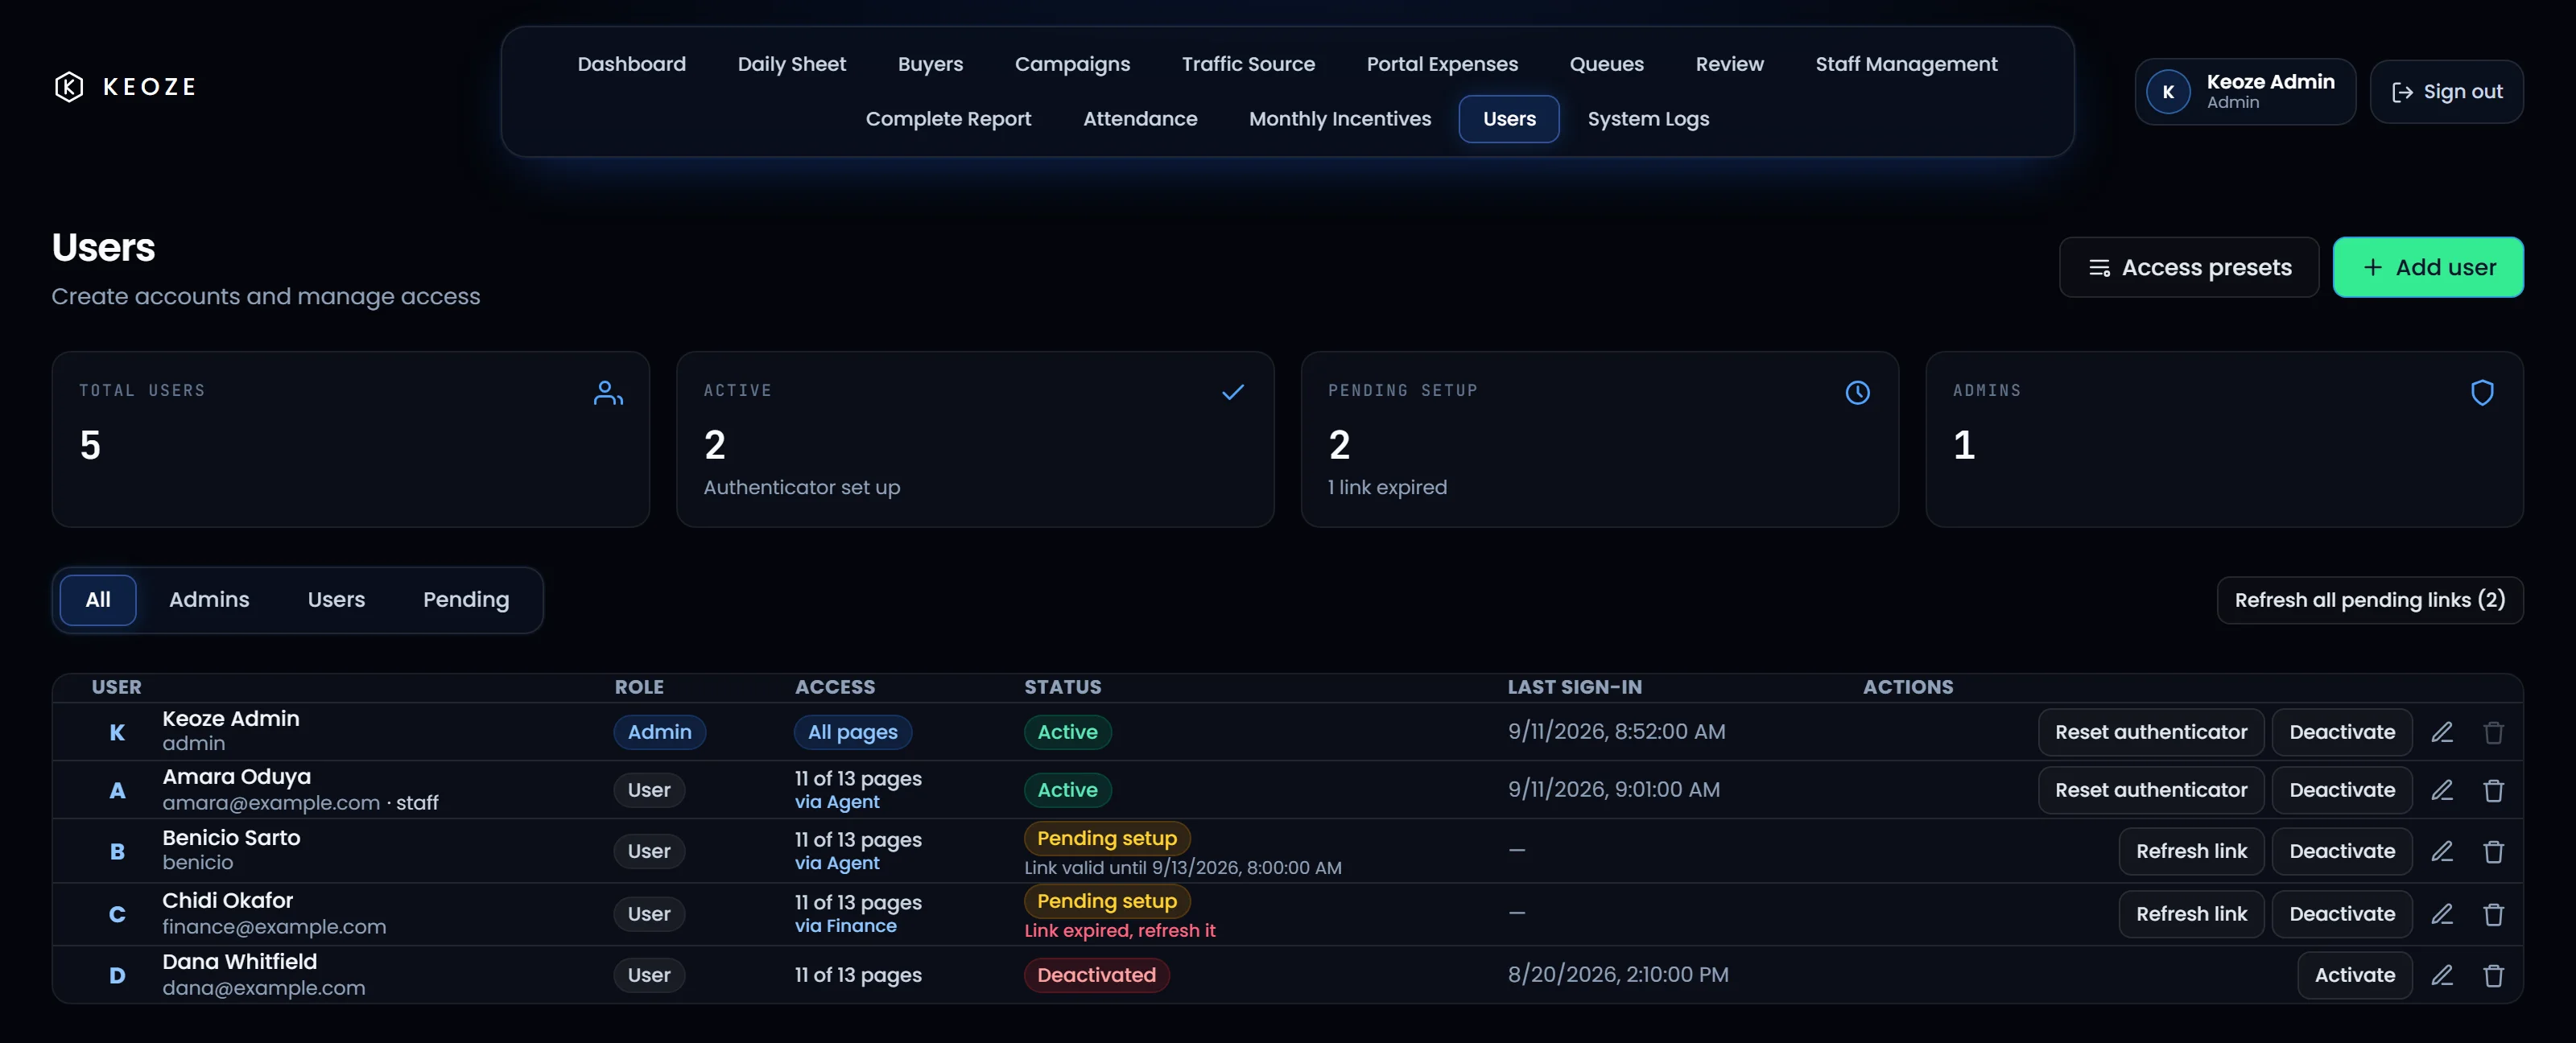 KEOZE
Dashboard Daily Sheet Buyers Campaigns Traffic Source Portal Expenses Queues Review Staff Management
Complete Report Attendance Monthly Incentives Users System Logs
K
Keoze Admin
Admin
Sign out
Users
Create accounts and manage access
Access presets
+ Add user
TOTAL USERS
5
ACTIVE
2
Authenticator set up
PENDING SETUP
2
1 link expired
ADMINS
1
All Admins Users Pending
Refresh all pending links (2)
USER ROLE ACCESS STATUS LAST SIGN-IN ACTIONS
K Keoze Admin Admin All pages Active 9/11/2026, 8:52:00 AM Reset authenticator Deactivate
admin
A Amara Oduya User 11 of 13 pages Active 9/11/2026, 9:01:00 AM Reset authenticator Deactivate
amara@example.com · staff via Agent
B Benicio Sarto User 11 of 13 pages Pending setup — Refresh link Deactivate
benicio via Agent Link valid until 9/13/2026, 8:00:00 AM
C Chidi Okafor User 11 of 13 pages Pending setup — Refresh link Deactivate
finance@example.com via Finance Link expired, refresh it
D Dana Whitfield User 11 of 13 pages Deactivated 8/20/2026, 2:10:00 PM Activate
dana@example.com